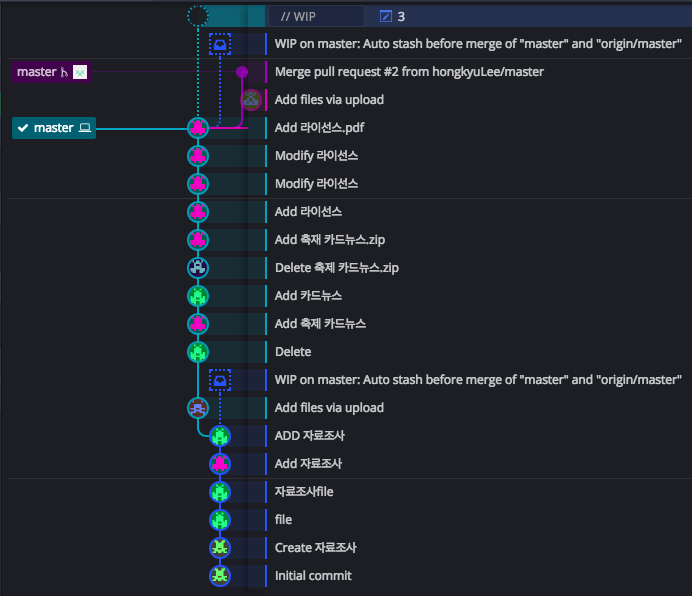 // WIP 3
WIP on master: Auto stash before merge of "master" and "origin/master"
master Merge pull request #2 from hongkyuLee/master
Add files via upload
master Add 라이선스.pdf
Modify 라이선스
Modify 라이선스
Add 라이선스
Add 축재 카드뉴스.zip
Delete 축제 카드뉴스.zip
Add 카드뉴스
Add 축제 카드뉴스
Delete
WIP on master: Auto stash before merge of "master" and "origin/master"
Add files via upload
ADD 자료조사
Add 자료조사
자료조사file
file
Create 자료조사
Initial commit